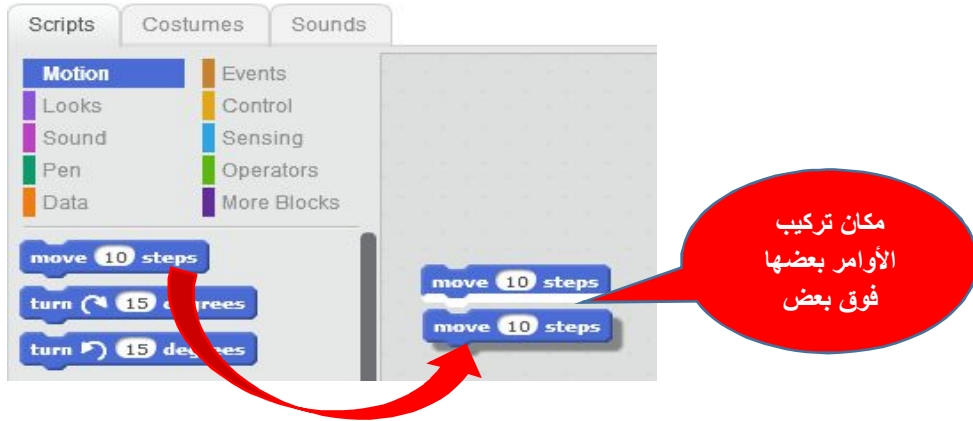 Scripts Costumes Sounds
Motion Events
Looks Control
Sound Sensing
Pen Operators
Data More Blocks
move 10 steps
turn 15 degrees
turn 15 degrees
move 10 steps
move 10 steps
مكان تركيب
الأوامر بعضها
فوق بعض